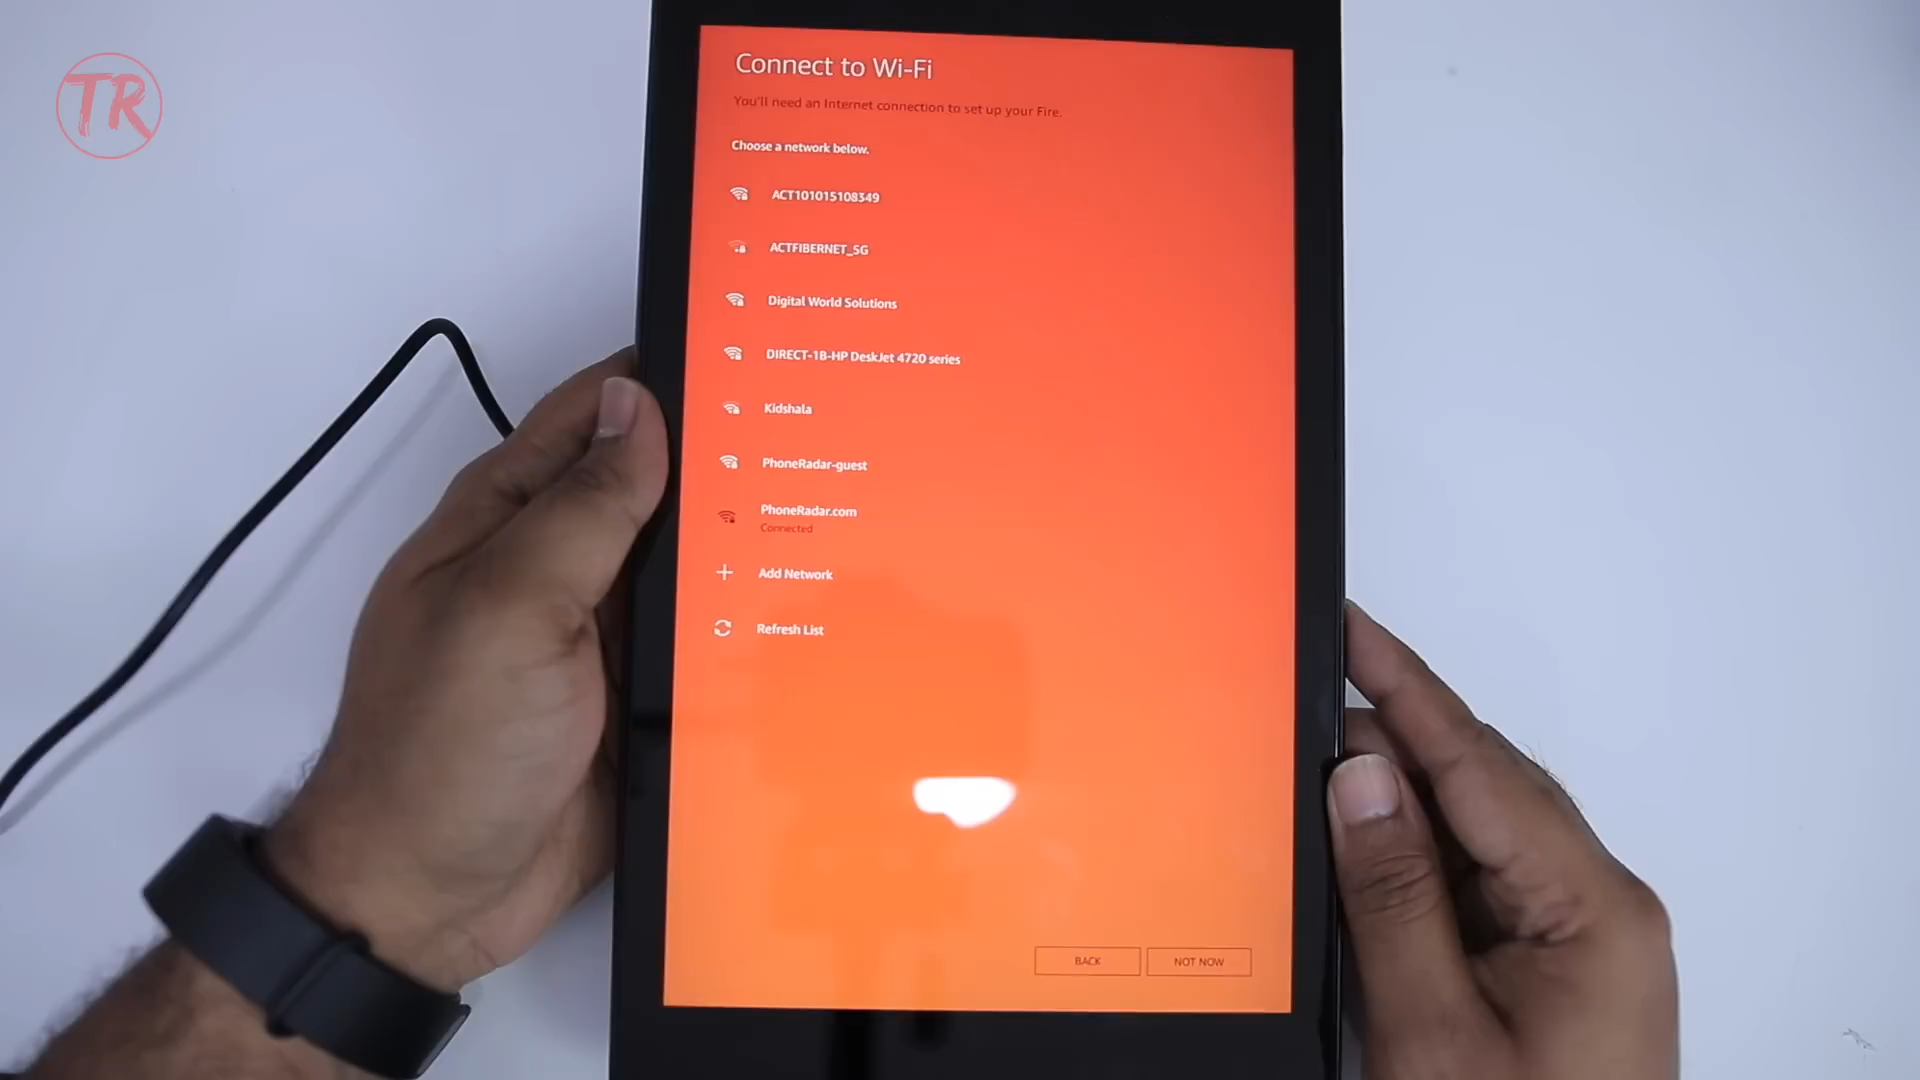 TR
Connect to Wi-Fi
You'll need an Internet connection to set up your Fire.
Choose a network below.
ACT101015108349
ACTFIBERNET_5G
Digital World Solutions
DIRECT-1B-HP DeskJet 4720 series
Kidshala
PhoneRadar-guest
PhoneRadar.com
Connected
Add Network
Refresh List
BACK NOT NOW